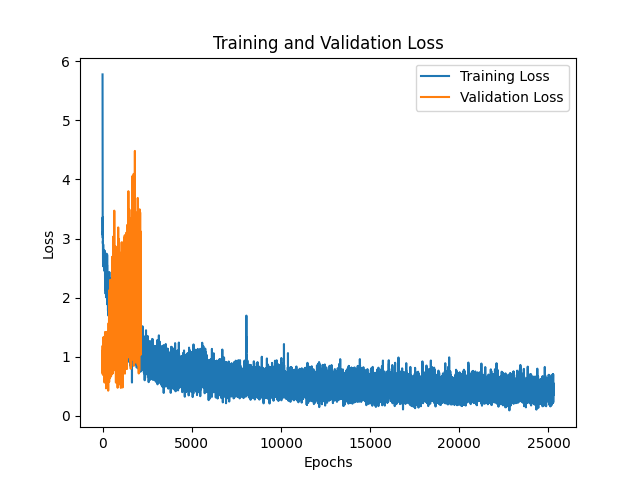 Training and Validation Loss
Training Loss
Validation Loss
6
5
4
3
2
1
0
Loss
0 5000 10000 15000 20000 25000
Epochs